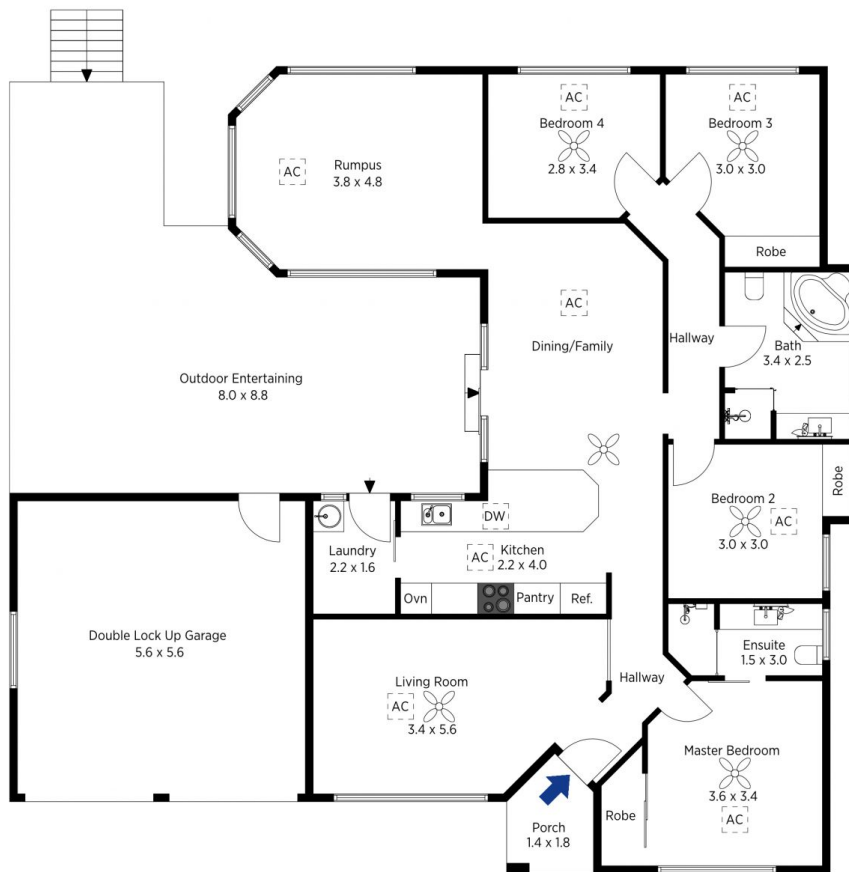 AC
Bedroom 4
2.8 x 3.4
AC
Bedroom 3
3.0 x 3.0
Robe
AC
Rumpus
3.8 x 4.8
AC
Dining/Family
Hallway
Bath
3.4 x 2.5
Outdoor Entertaining
8.0 x 8.8
Bedroom 2
AC
3.0 x 3.0
Robe
DW
Laundry
2.2 x 1.6
AC
Kitchen
2.2 x 4.0
Ovn
Pantry
Ref.
Double Lock Up Garage
5.6 x 5.6
Ensuite
1.5 x 3.0
Living Room
AC
3.4 x 5.6
Hallway
Master Bedroom
3.6 x 3.4
AC
Robe
Porch
1.4 x 1.8